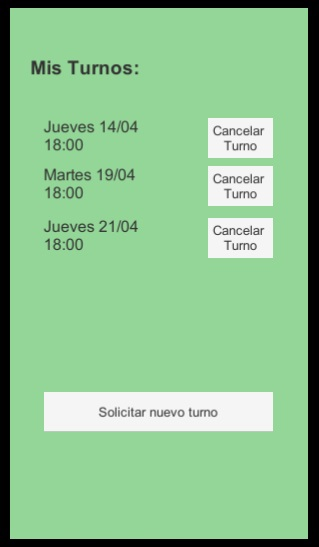 Mis Turnos:
Jueves 14/04
18:00
Cancelar
Turno
Martes 19/04
18:00
Cancelar
Turno
Jueves 21/04
18:00
Cancelar
Turno
Solicitar nuevo turno